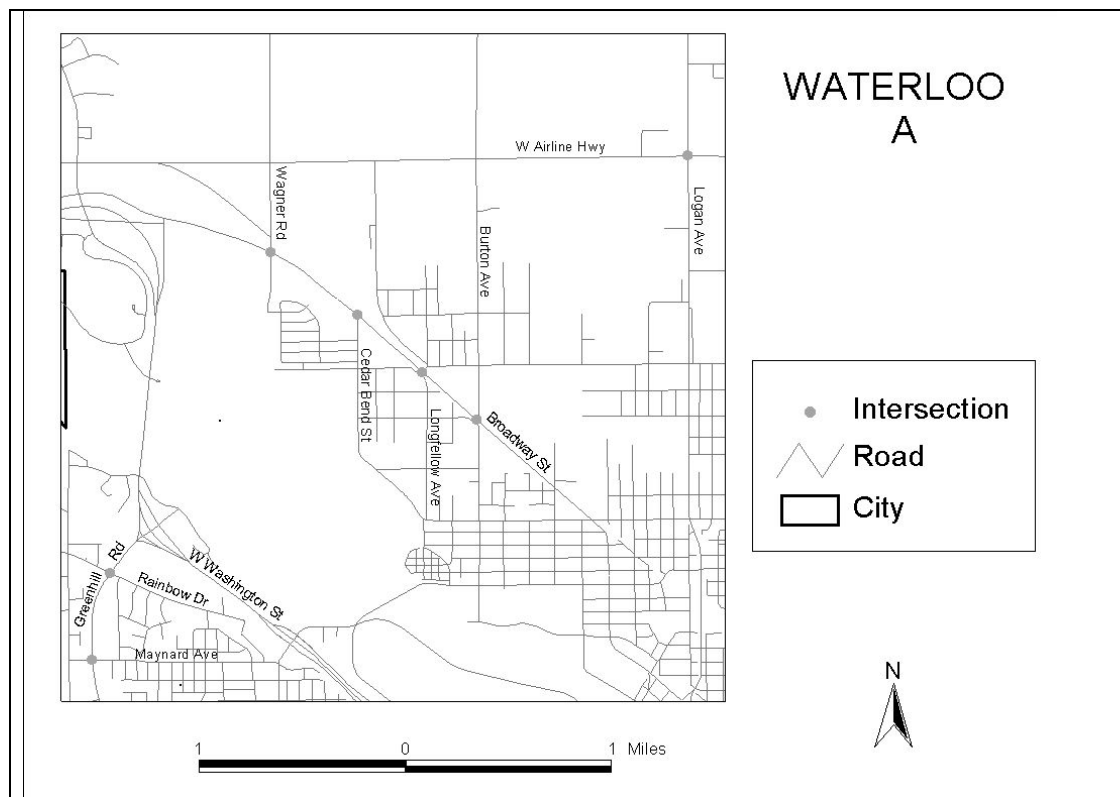 WATERLOO
A
W Airline Hwy
Wagner Rd
Logan Ave
Burton Ave
Cedar Bend St
Longfellow Ave
Broadway St
Intersection
Road
City
Greenhill Rd
W Washington St
Rainbow Dr
Maynard Ave
N
1 0 1 Miles